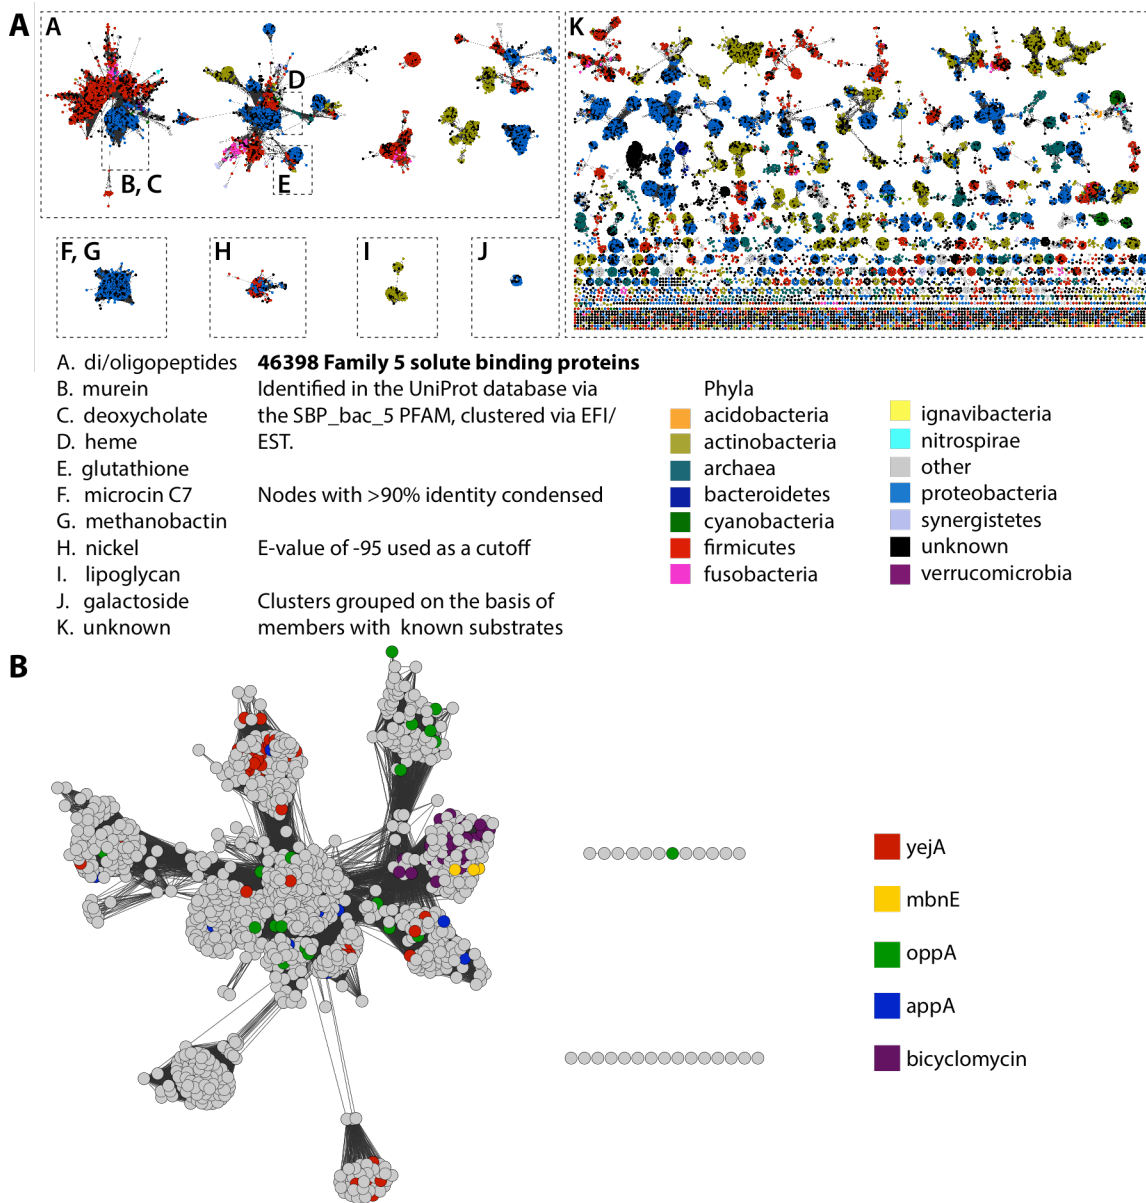 A
A
D
B, C
E
K
F, G
H
I
J
A. di/oligopeptides
B. murein
C. deoxycholate
D. heme
E. glutathione
F. microcin C7
G. methanobactin
H. nickel
I. lipoglycan
J. galactoside
K. unknown
46398 Family 5 solute binding proteins
Identified in the UniProt database via
the SBP_bac_5 PFAM, clustered via EFI/
EST.
Nodes with >90% identity condensed
E-value of -95 used as a cutoff
Clusters grouped on the basis of
members with known substrates
Phyla
acidobacteria
actinobacteria
archaea
bacteroidetes
cyanobacteria
firmicutes
fusobacteria
ignavibacteria
nitrospirae
other
proteobacteria
synergistetes
unknown
verrucomicrobia
B
yejA
mbnE
oppA
appA
bicyclomycin